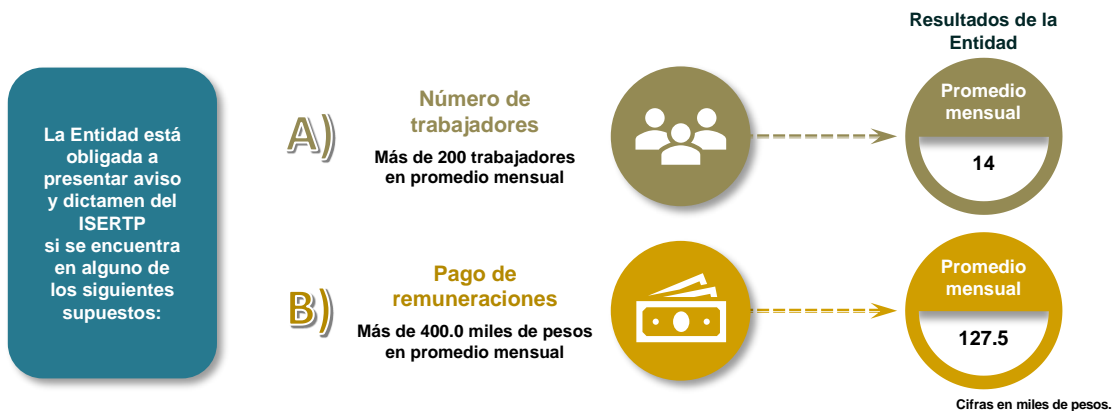 La Entidad está
obligada a
presentar aviso
y dictamen del
ISERTP
si se encuentra
en alguno de
los siguientes
supuestos:
A)
Número de
trabajadores
Más de 200 trabajadores
en promedio mensual
Resultados de la
Entidad
Promedio
mensual
14
B)
Pago de
remuneraciones
Más de 400.0 miles de pesos
en promedio mensual
Promedio
mensual
127.5
Cifras en miles de pesos.